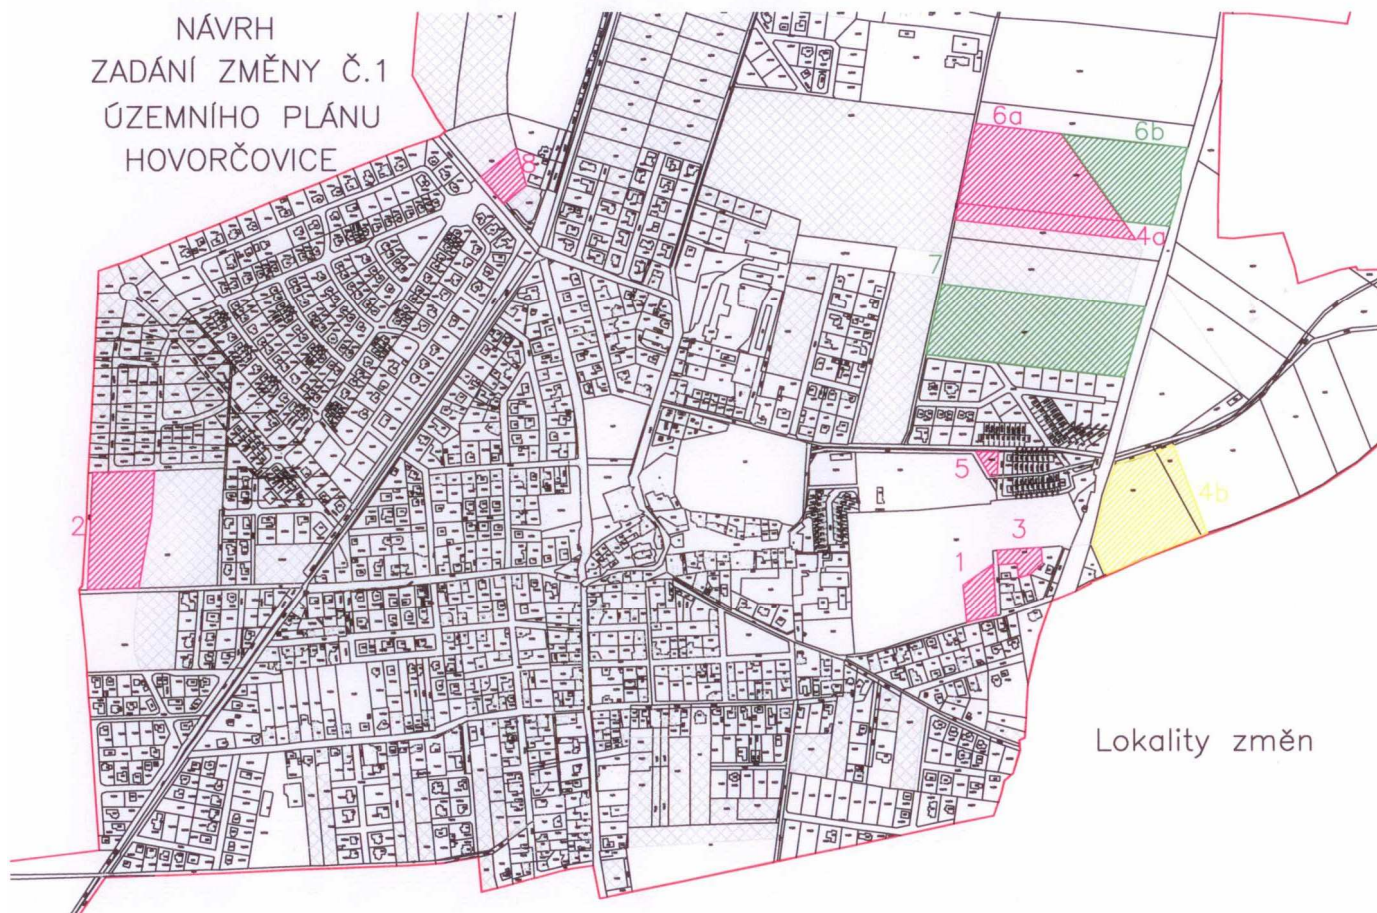 NÁVRH
ZADÁNÍ ZMĚNY Č.1
ÚZEMNÍHO PLÁNU
HOVORČOVICE
6a
6b
8
4a
7
5
4b
2
3
1
Lokality změn